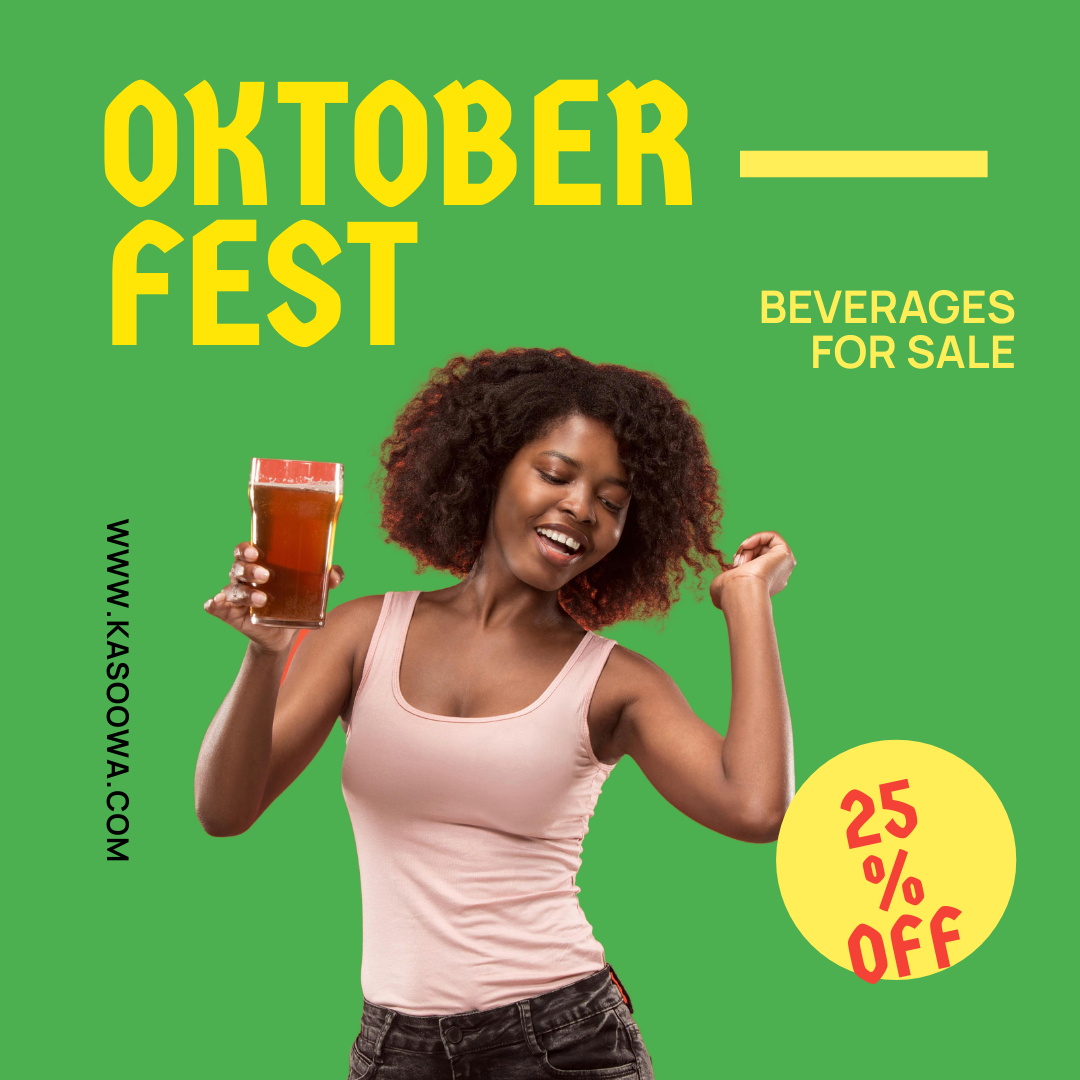 OKTOBER
FEST
BEVERAGES
FOR SALE
WWW.KASOOWA.COM
25
%
OFF